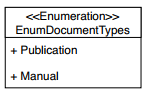 <<Enumeration>>
EnumDocumentTypes
+ Publication
+ Manual